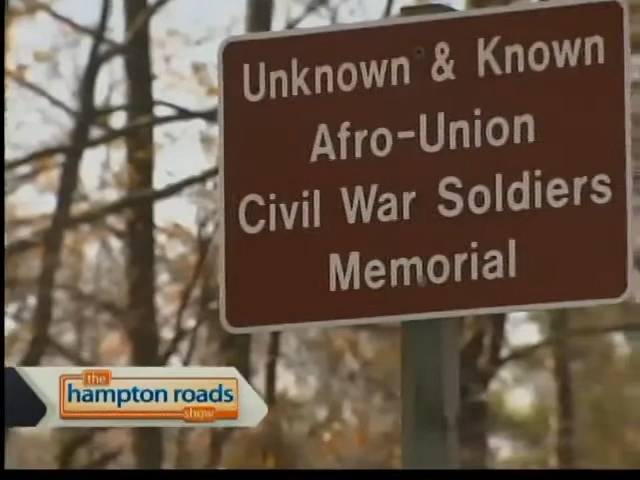 Unknown & Known
Afro-Union
Civil War Soldiers
Memorial
the
hampton roads
show